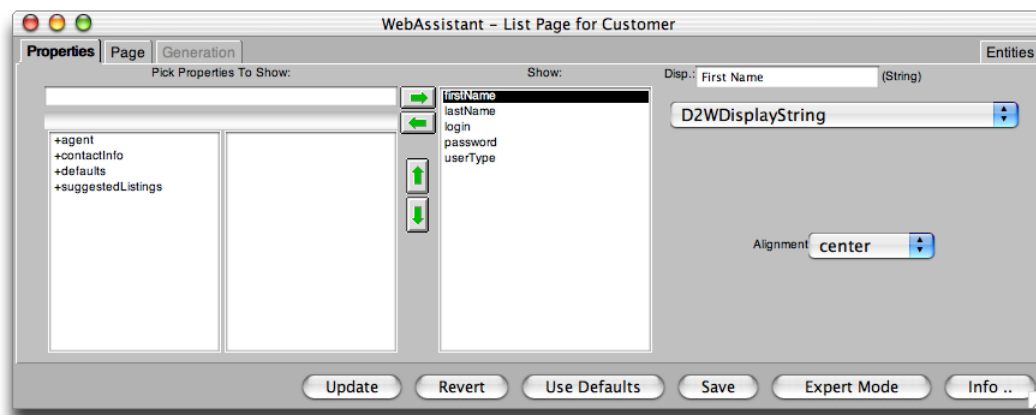 WebAssistant – List Page for Customer
Properties Page Generation Entities
Pick Properties To Show: Show: Disp.: First Name (String)
firstName
lastName
login
password
userType
D2WDisplayString
+agent
+contactInfo
+defaults
+suggestedListings
Alignment center
Update Revert Use Defaults Save Expert Mode Info ..